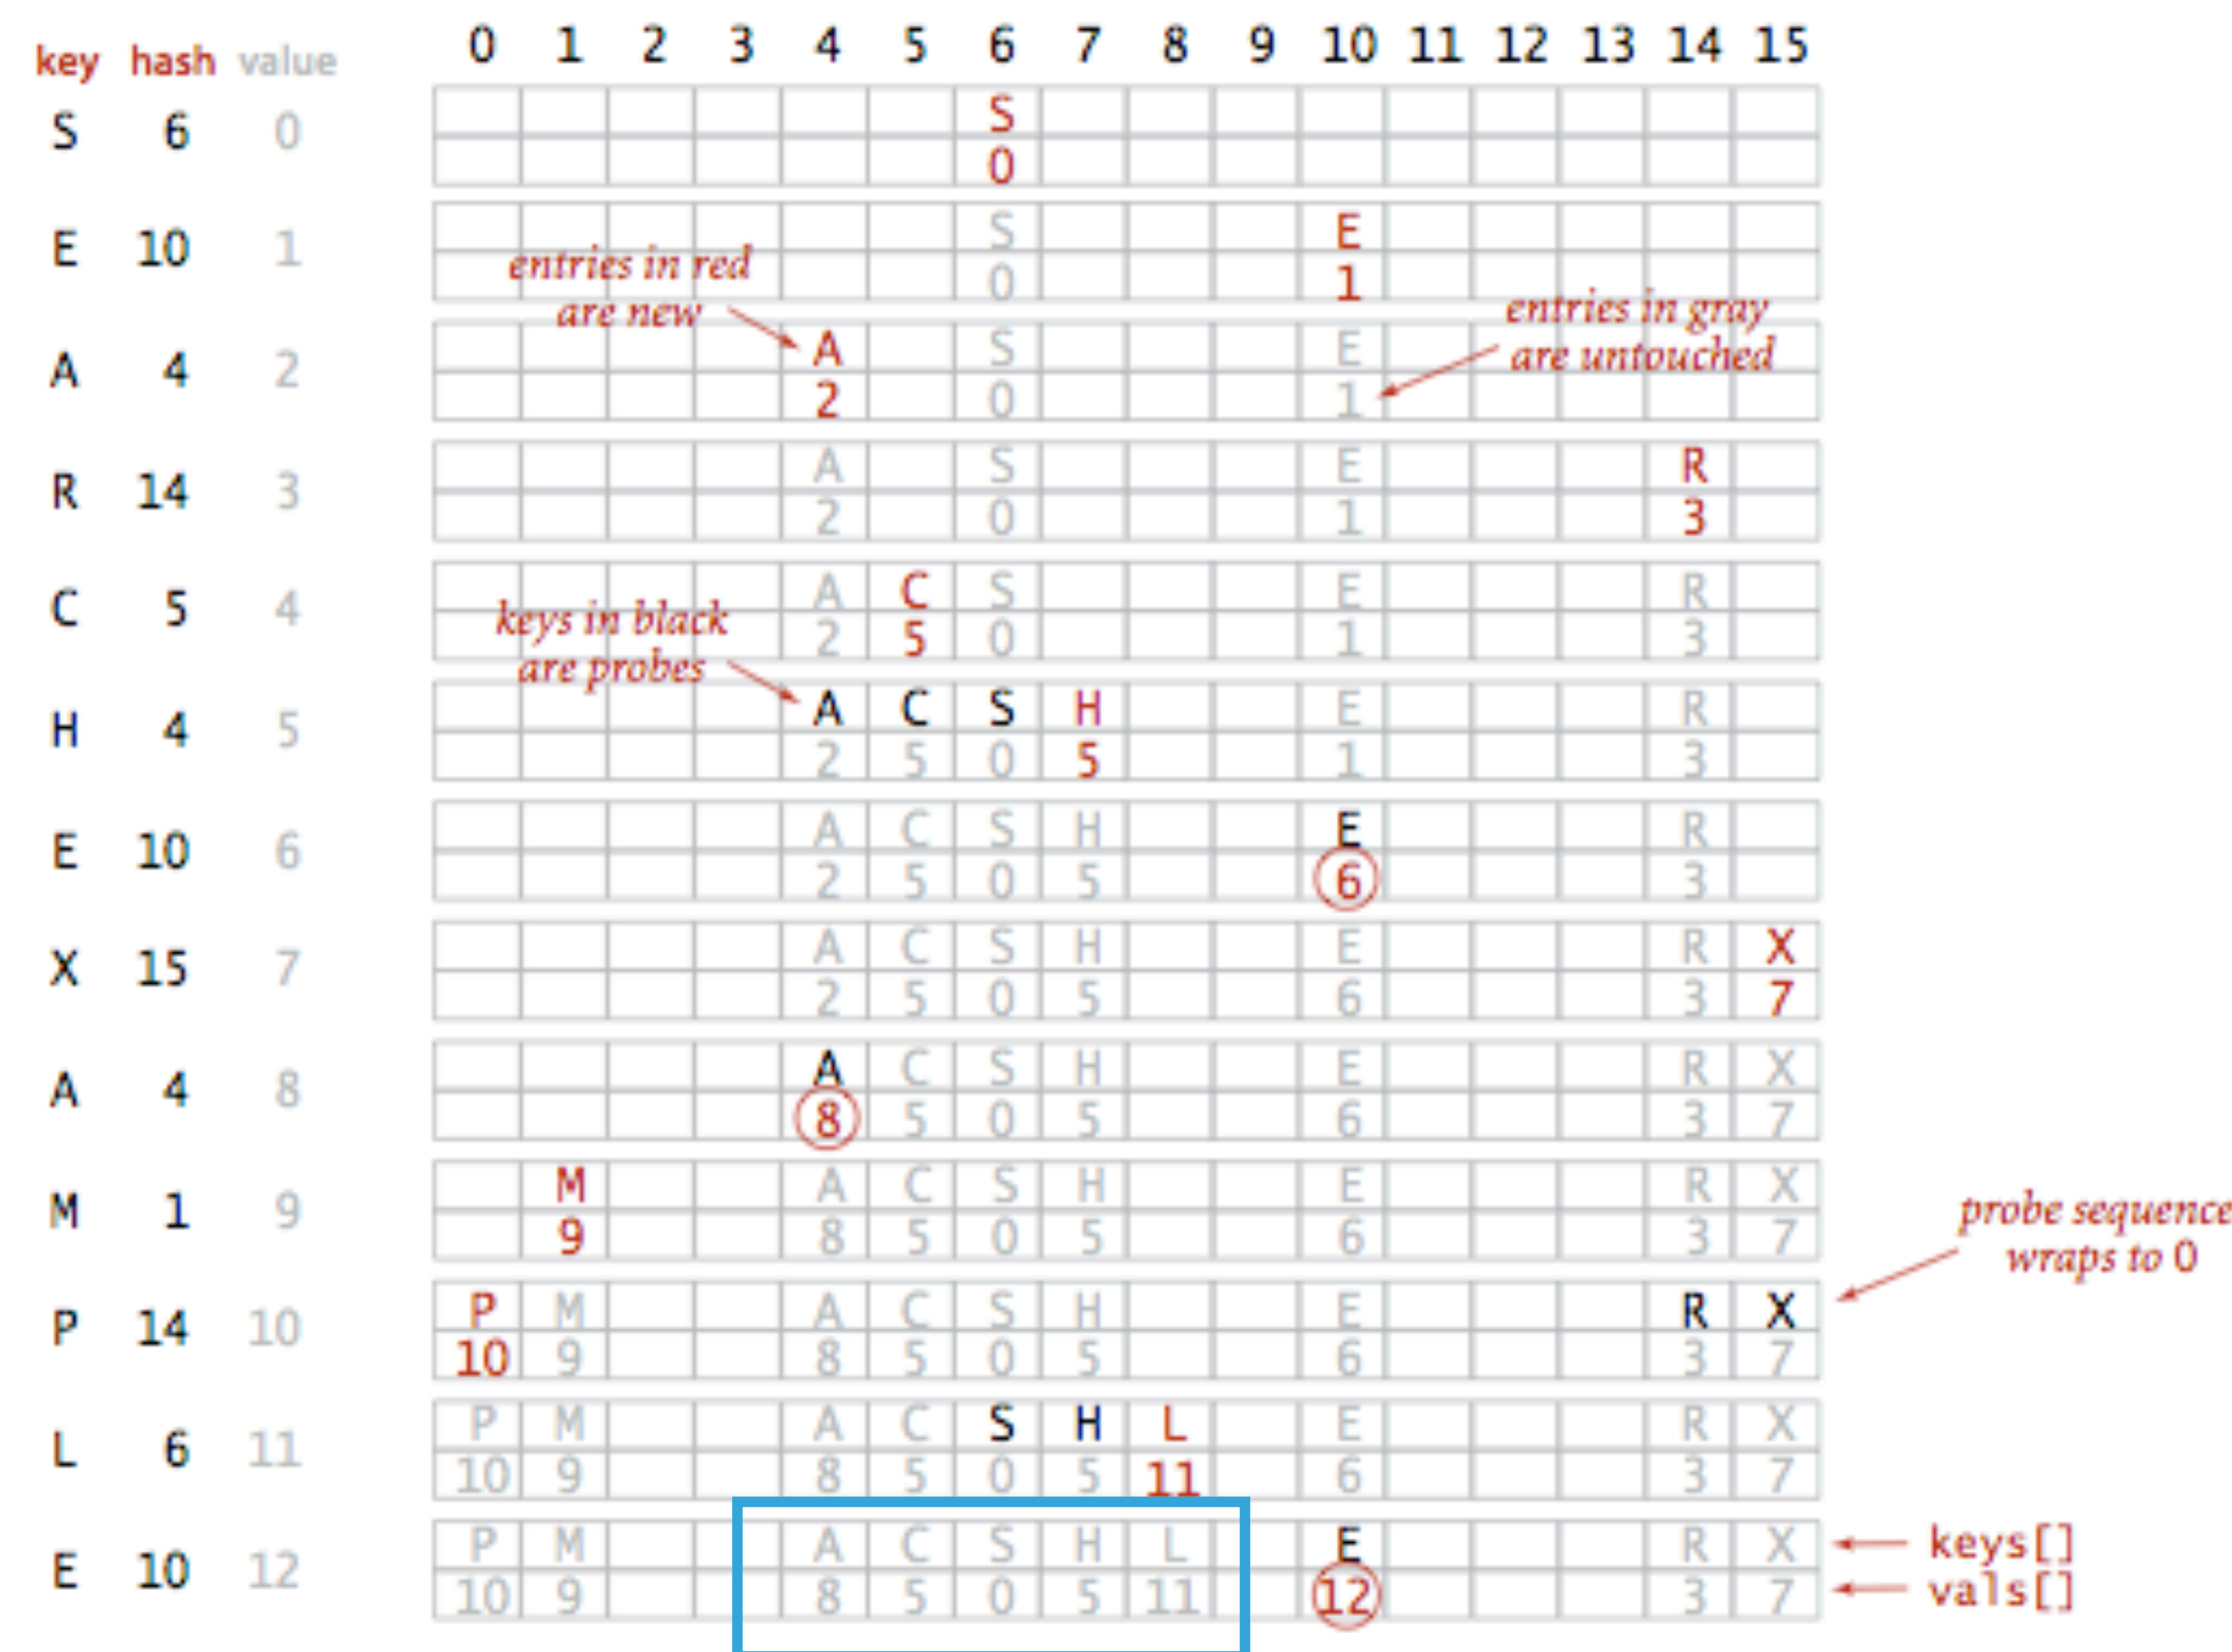 0 1 2 3 4 5 6 7 8 9 10 11 12 13 14 15
key hash value
S 6 0 S
0
E 10 1 S E
0 1
entries in red
are new
entries in gray
are untouched
A 4 2 A S E
2 0 1
R 14 3 A S E R
2 0 1 3
C 5 4 A C S E R
2 5 0 1 3
keys in black
are probes
H 4 5 A C S H E R
2 5 0 5 1 3
E 10 6 A C S H E R
2 5 0 5 6 3
X 15 7 A C S H E R X
2 5 0 5 6 3 7
A 4 8 A C S H E R X
8 5 0 5 6 3 7
M 1 9 M A C S H E R X
9 8 5 0 5 6 3 7
probe sequence
wraps to 0
P 14 10 P M A C S H E R X
10 9 8 5 0 5 6 3 7
L 6 11 P M A C S H L E R X
10 9 8 5 0 5 11 6 3 7
E 10 12 P M A C S H L E R X keys[]
10 9 8 5 0 5 11 12 3 7 vals[]